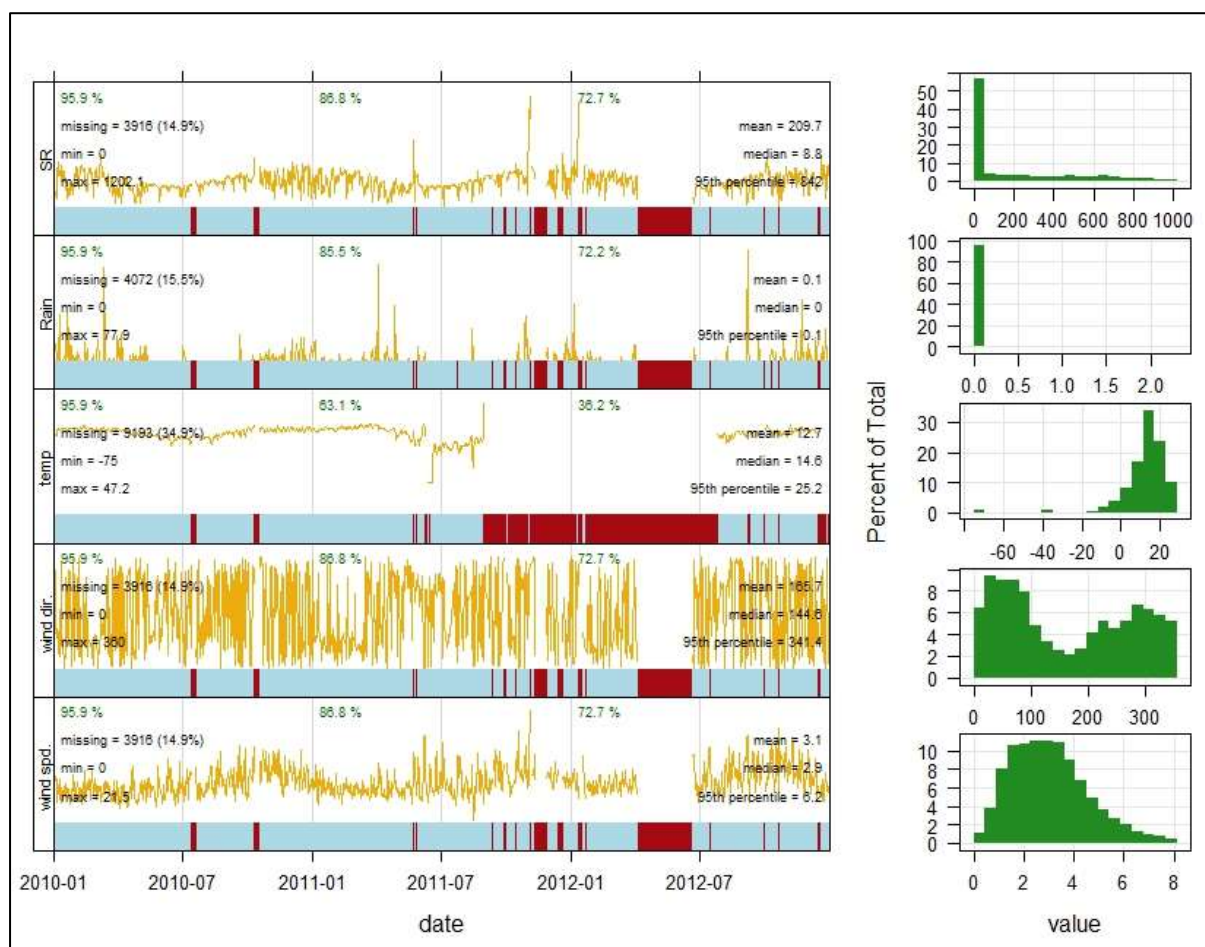 SR
95.9 % 86.8 % 72.7 %
missing = 3916 (14.9%) mean = 209.7
min = 0 median = 8.8
max = 1202.1 95th percentile = 842
Rain
95.9 % 85.5 % 72.2 %
missing = 4072 (15.5%) mean = 0.1
min = 0 median = 0
max = 77.9 95th percentile = 0.1
temp
95.9 % 63.1 % 36.2 %
missing = 9193 (34.9%) mean = 12.7
min = -75 median = 14.6
max = 47.2 95th percentile = 25.2
wind dir.
95.9 % 86.8 % 72.7 %
missing = 3916 (14.9%) mean = 165.7
min = 0 median = 144.6
max = 360 95th percentile = 341.4
wind spd.
95.9 % 86.8 % 72.7 %
missing = 3916 (14.9%) mean = 3.1
min = 0 median = 2.9
max = 21.5 95th percentile = 6.2
2010-01 2010-07 2011-01 2011-07 2012-01 2012-07
date
Percent of Total
50
40
30
20
10
0
0 200 400 600 800 1000
100
80
60
40
20
0
0.0 0.5 1.0 1.5 2.0
30
20
10
0
-60 -40 -20 0 20
8
6
4
2
0
0 100 200 300
10
8
6
4
2
0
0 2 4 6 8
value